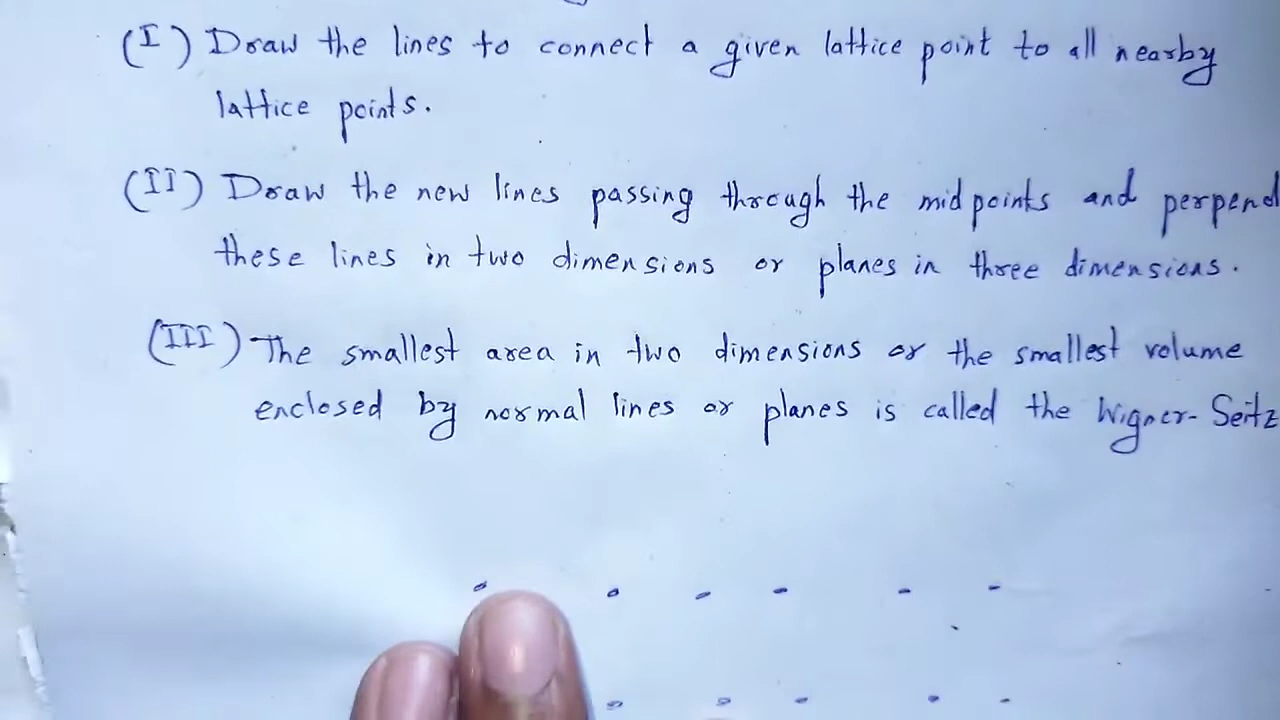 (I) Draw the lines to connect a given lattice point to all nearby
lattice points.
(II) Draw the new lines passing through the midpoints and perpend
these lines in two dimensions or planes in three dimensions.
(III) The smallest area in two dimensions or the smallest volume
enclosed by normal lines or planes is called the Wigner-Seitz